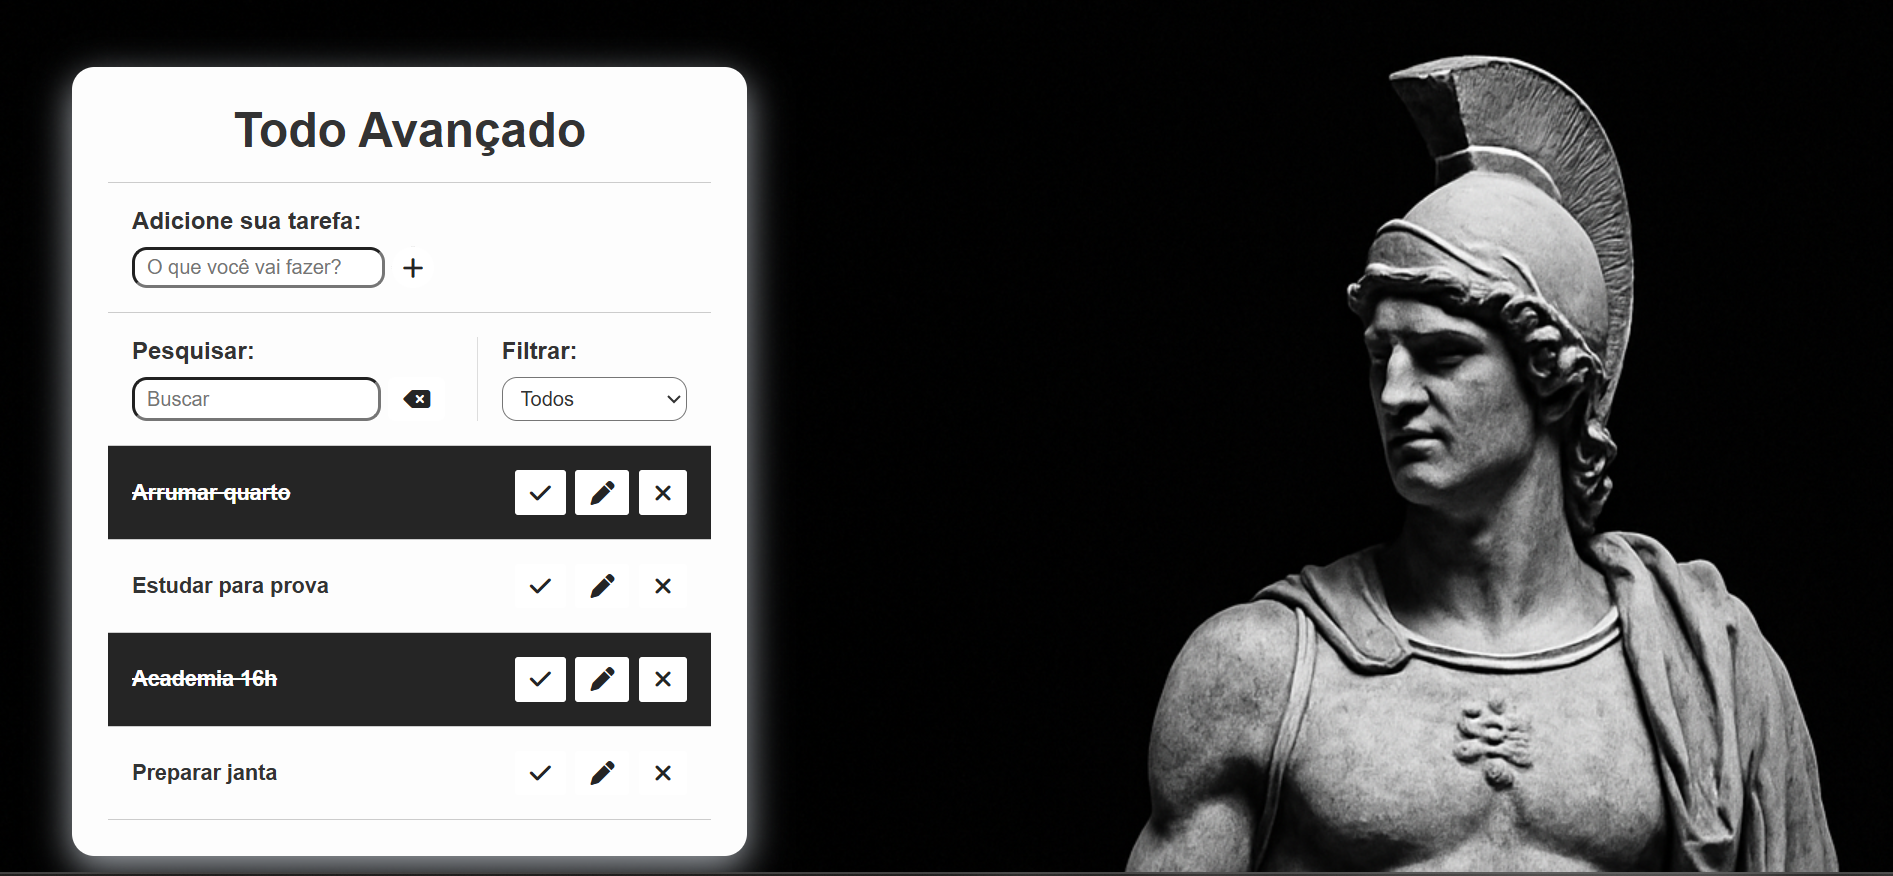 Todo Avançado
Adicione sua tarefa:
O que você vai fazer?
Pesquisar:
Filtrar:
Buscar
Todos
Arrumar quarto
Estudar para prova
Academia 16h
Preparar janta